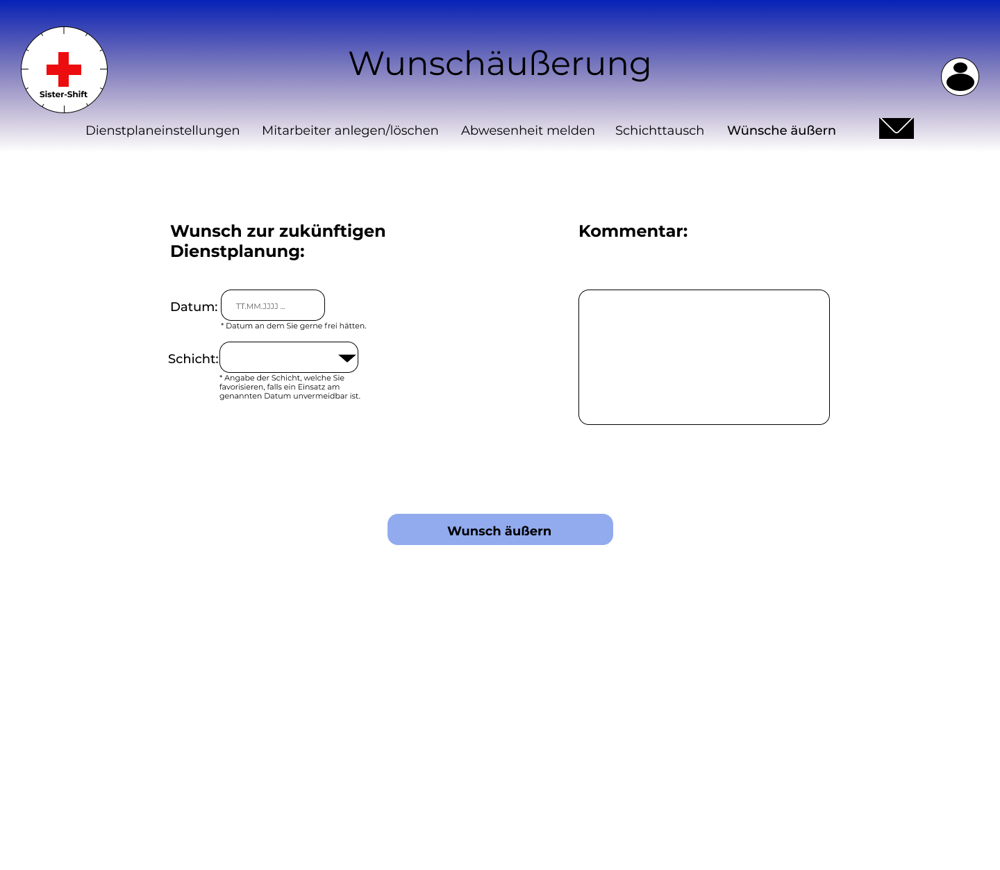 Wunschäußerung
Sister-Shift
Dienstplaneinstellungen Mitarbeiter anlegen/löschen Abwesenheit melden Schichttausch Wünsche äußern
Wunsch zur zukünftigen
Dienstplanung:
Kommentar:
Datum: TT.MM.JJJJ ...
* Datum an dem Sie gerne frei hätten.
Schicht:
* Angabe der Schicht, welche Sie
favorisieren, falls ein Einsatz am
genannten Datum unvermeidbar ist.
Wunsch äußern